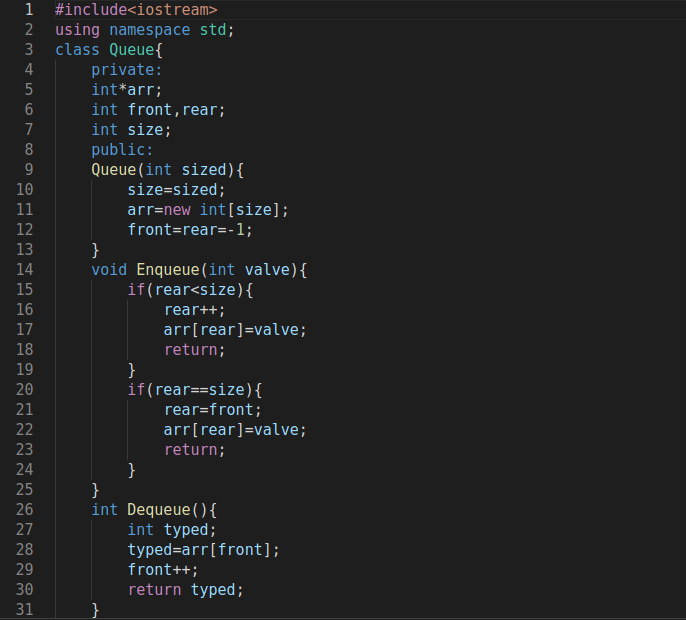 1 #include<iostream>
2 using namespace std;
3 class Queue{
4     private:
5     int*arr;
6     int front,rear;
7     int size;
8     public:
9     Queue(int sized){
10         size=sized;
11         arr=new int[size];
12         front=rear=-1;
13     }
14     void Enqueue(int valve){
15         if(rear<size){
16             rear++;
17             arr[rear]=valve;
18             return;
19         }
20         if(rear==size){
21             rear=front;
22             arr[rear]=valve;
23             return;
24         }
25     }
26     int Dequeue(){
27         int typed;
28         typed=arr[front];
29         front++;
30         return typed;
31     }